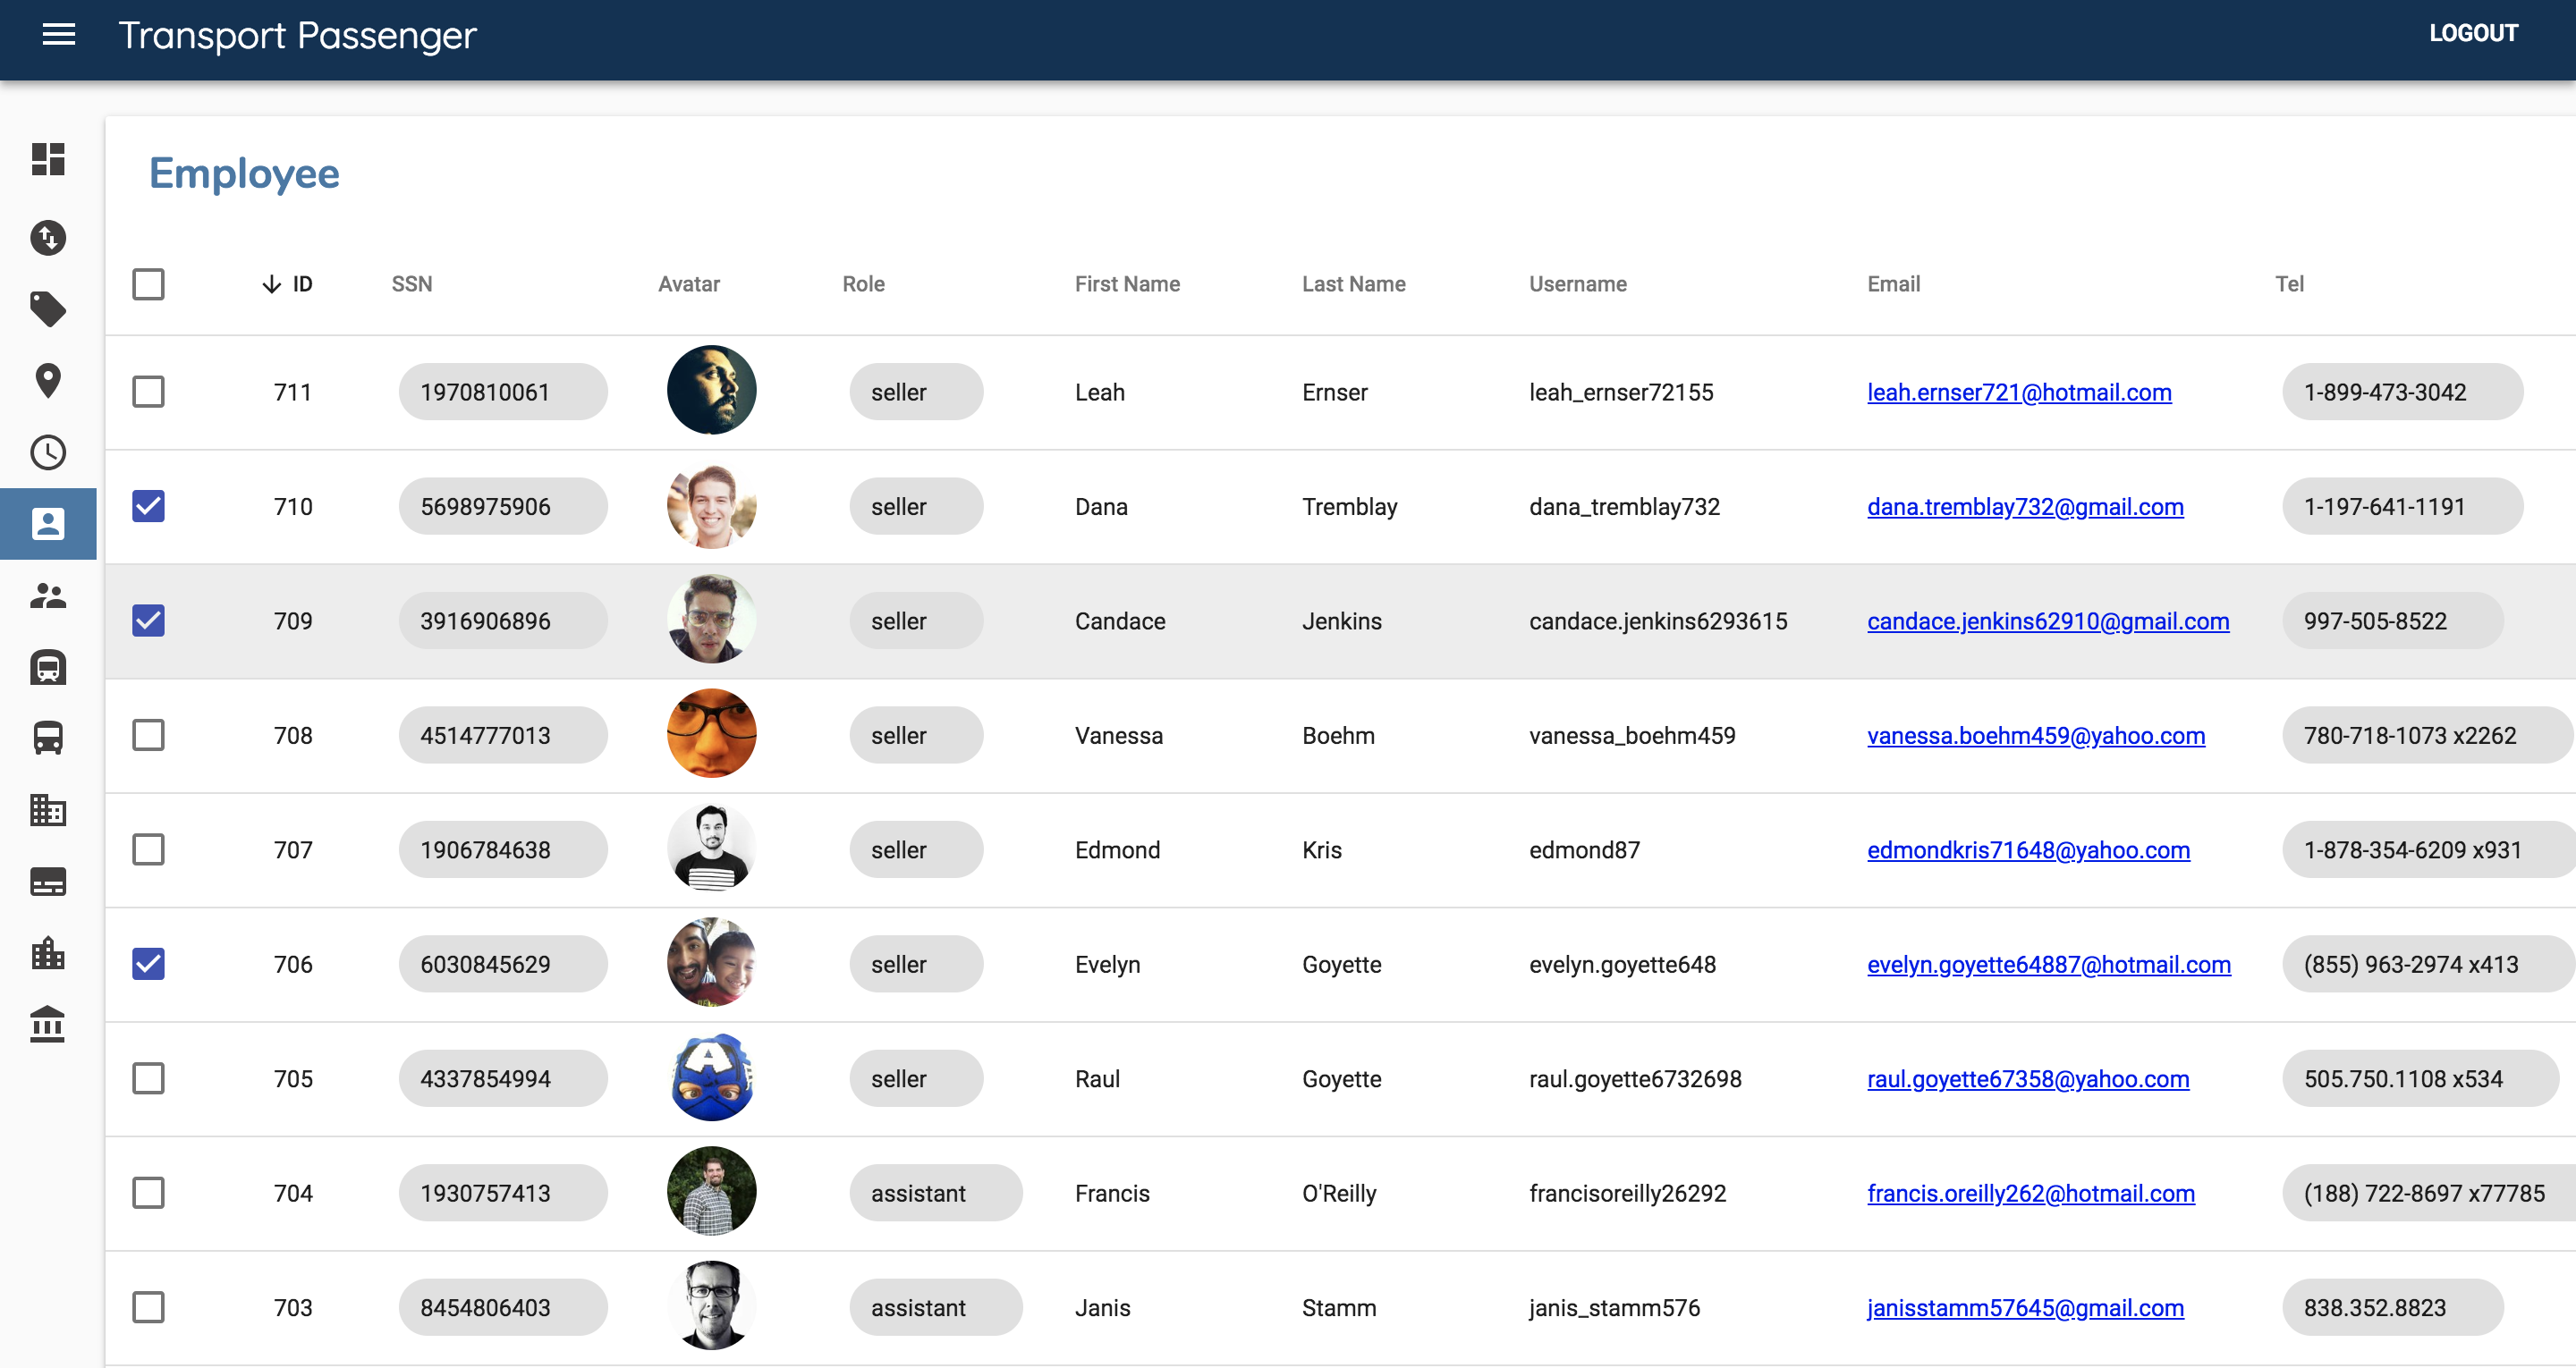 Transport Passenger LOGOUT
Employee
ID SSN Avatar Role First Name Last Name Username Email Tel
711 1970810061 seller Leah Ernser leah_ernser72155 leah.ernser721@hotmail.com 1-899-473-3042
710 5698975906 seller Dana Tremblay dana_tremblay732 dana.tremblay732@gmail.com 1-197-641-1191
709 3916906896 seller Candace Jenkins candace.jenkins6293615 candace.jenkins62910@gmail.com 997-505-8522
708 4514777013 seller Vanessa Boehm vanessa_boehm459 vanessa.boehm459@yahoo.com 780-718-1073 x2262
707 1906784638 seller Edmond Kris edmond87 edmondkris71648@yahoo.com 1-878-354-6209 x931
706 6030845629 seller Evelyn Goyette evelyn.goyette648 evelyn.goyette64887@hotmail.com (855) 963-2974 x413
705 4337854994 seller Raul Goyette raul.goyette6732698 raul.goyette67358@yahoo.com 505.750.1108 x534
704 1930757413 assistant Francis O'Reilly francisoreilly26292 francis.oreilly262@hotmail.com (188) 722-8697 x77785
703 8454806403 assistant Janis Stamm janis_stamm576 janisstamm57645@gmail.com 838.352.8823